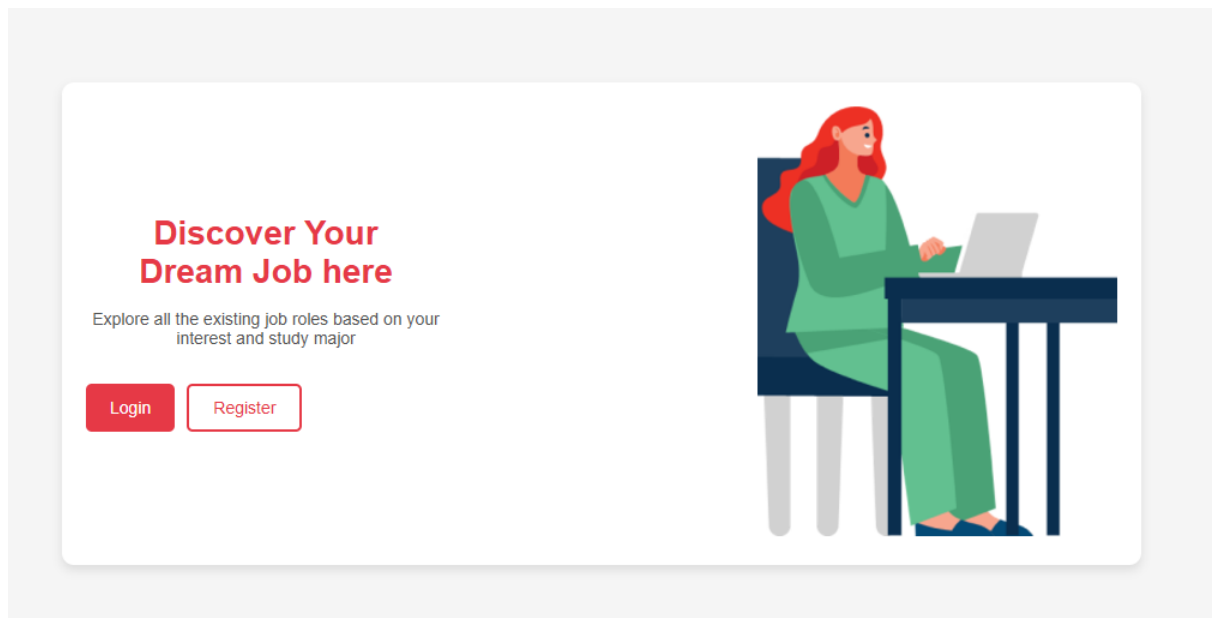 Discover Your
Dream Job here
Explore all the existing job roles based on your
interest and study major
Login
Register